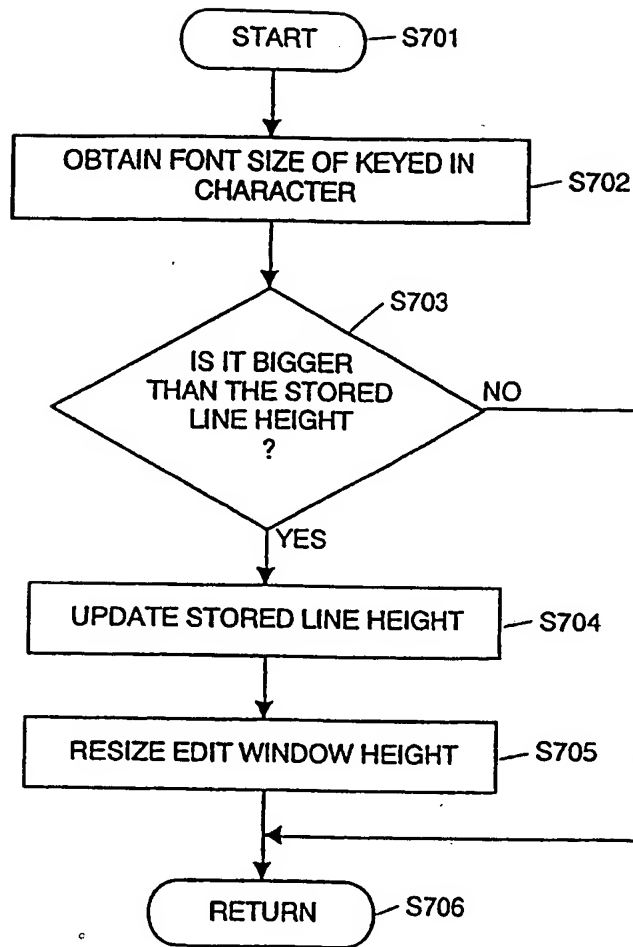 START
S701
OBTAIN FONT SIZE OF KEYED IN
CHARACTER
S702
S703
IS IT BIGGER
THAN THE STORED
LINE HEIGHT
?
NO
YES
UPDATE STORED LINE HEIGHT
S704
RESIZE EDIT WINDOW HEIGHT
S705
RETURN
S706